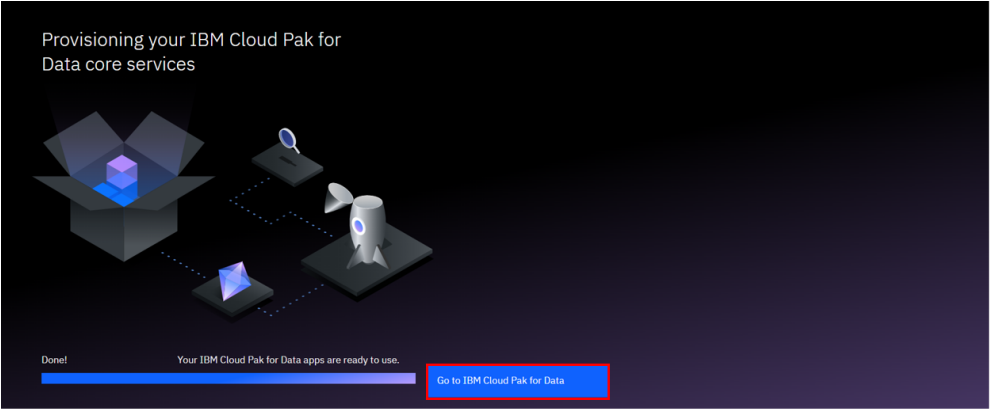 Provisioning your IBM Cloud Pak for
Data core services
Done!
Your IBM Cloud Pak for Data apps are ready to use.
Go to IBM Cloud Pak for Data